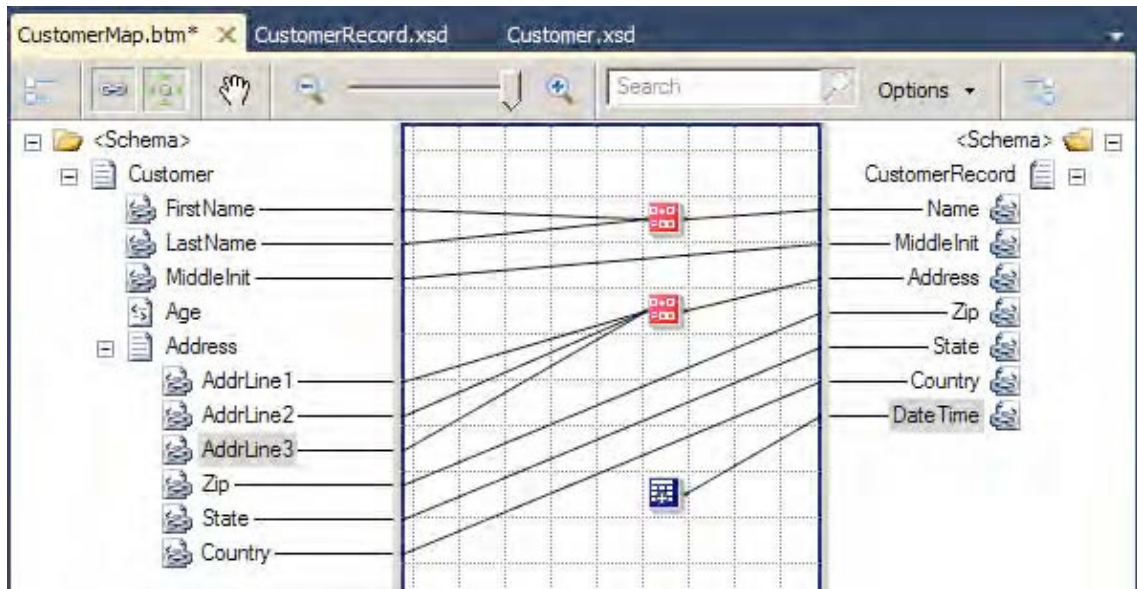 CustomerMap.btm* CustomerRecord.xsd Customer.xsd
Search Options
<Schema> <Schema>
Customer CustomerRecord
FirstName Name
LastName MiddleInit
MiddleInit Address
Age Zip
Address State
AddrLine1 Country
AddrLine2 DateTime
AddrLine3
Zip
State
Country